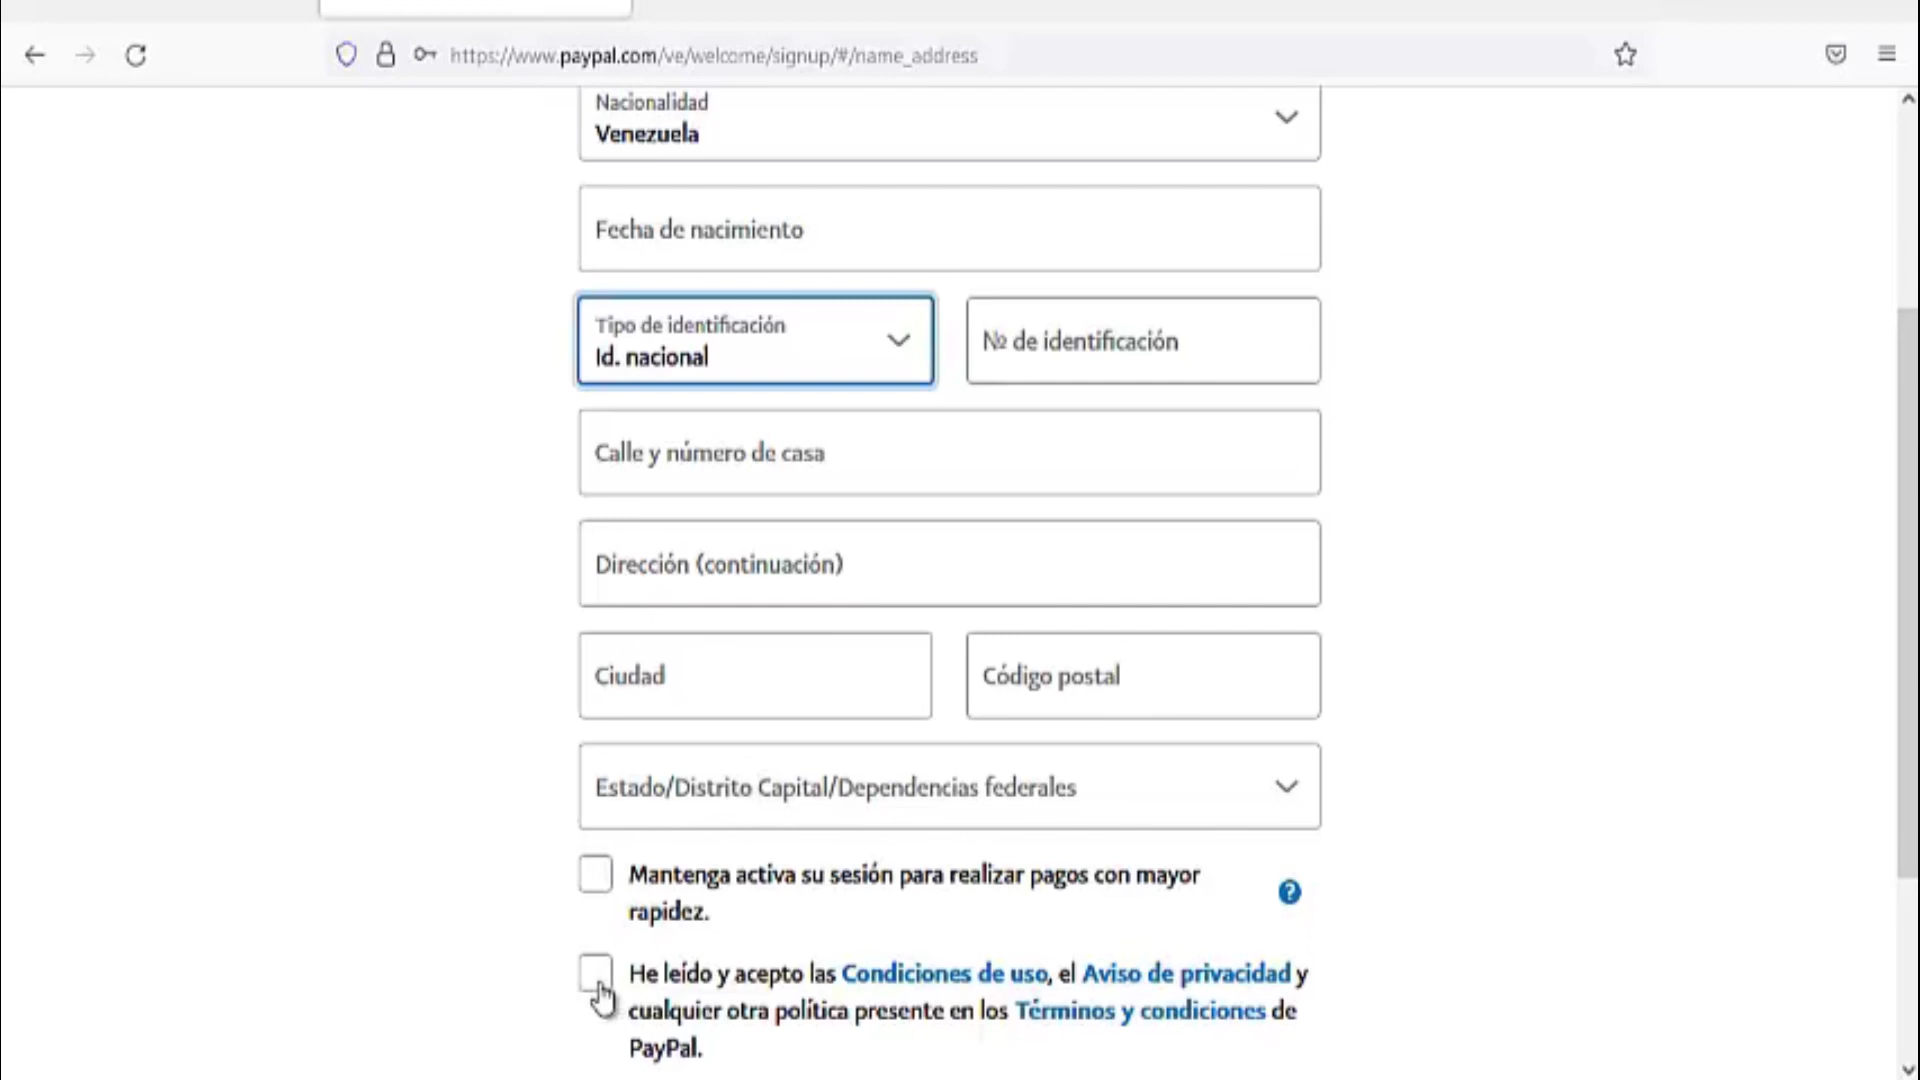 https://www.paypal.com/ve/welcome/signup/#/name_address
Nacionalidad
Venezuela
Fecha de nacimiento
Tipo de identificación
Id. nacional
Nº de identificación
Calle y número de casa
Dirección (continuación)
Ciudad
Código postal
Estado/Distrito Capital/Dependencias federales
Mantenga activa su sesión para realizar pagos con mayor
rapidez.
?
He leído y acepto las Condiciones de uso, el Aviso de privacidad y
cualquier otra política presente en los Términos y condiciones de
PayPal.